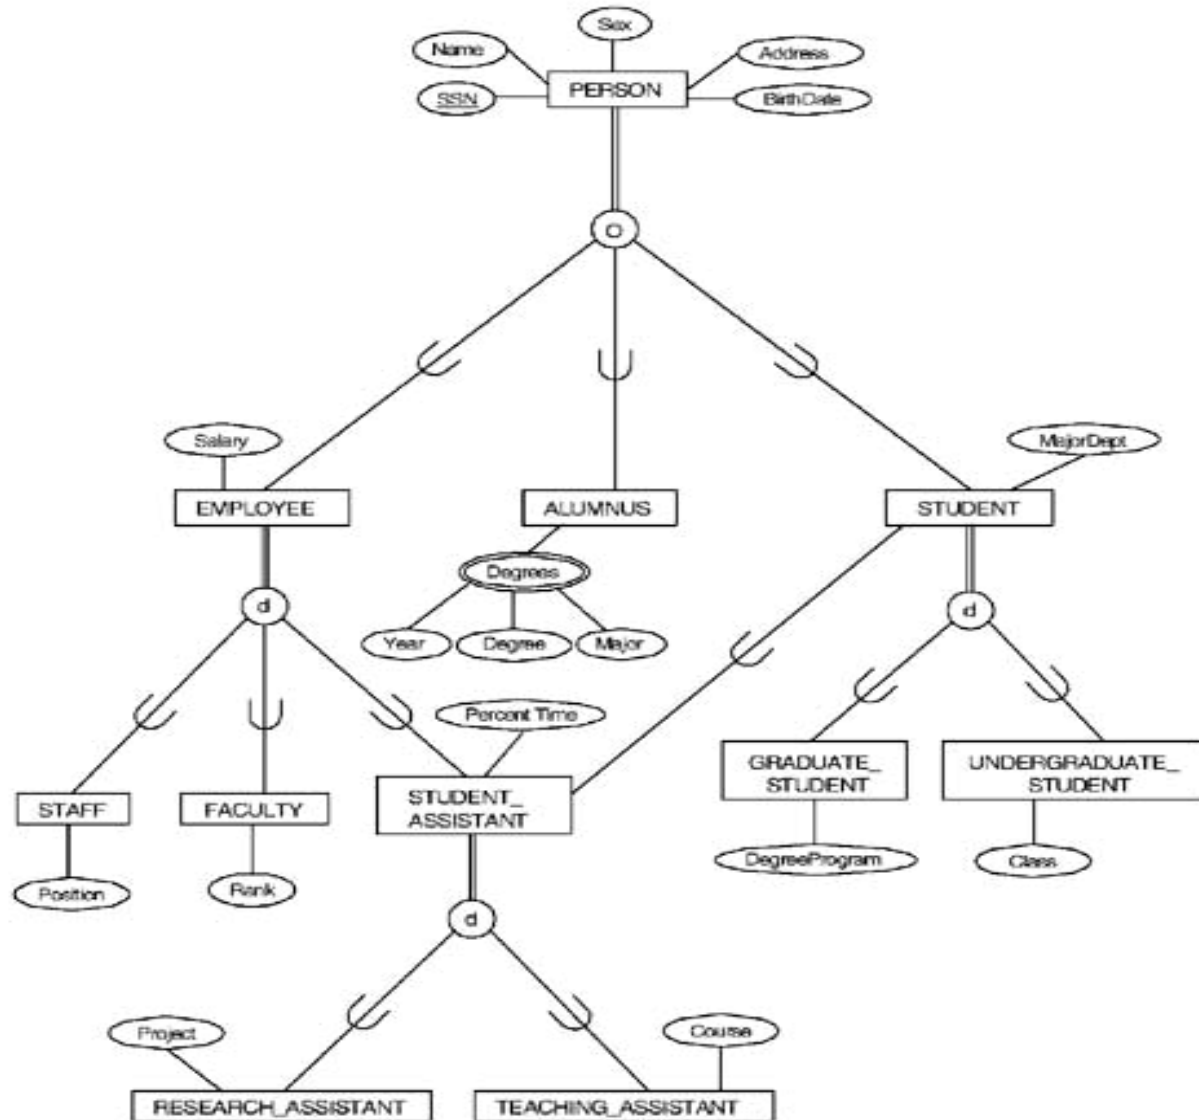 Sex
Name
Address
PERSON
SSN
BirthDate
O
Salary
MajorDept
EMPLOYEE
ALUMNUS
STUDENT
Degrees
d
d
Year
Degree
Major
Percent Time
GRADUATE_
STUDENT
UNDERGRADUATE_
STUDENT
STAFF
FACULTY
STUDENT_
ASSISTANT
DegreeProgram
Class
Position
Rank
d
Project
Course
RESEARCH_ASSISTANT
TEACHING_ASSISTANT